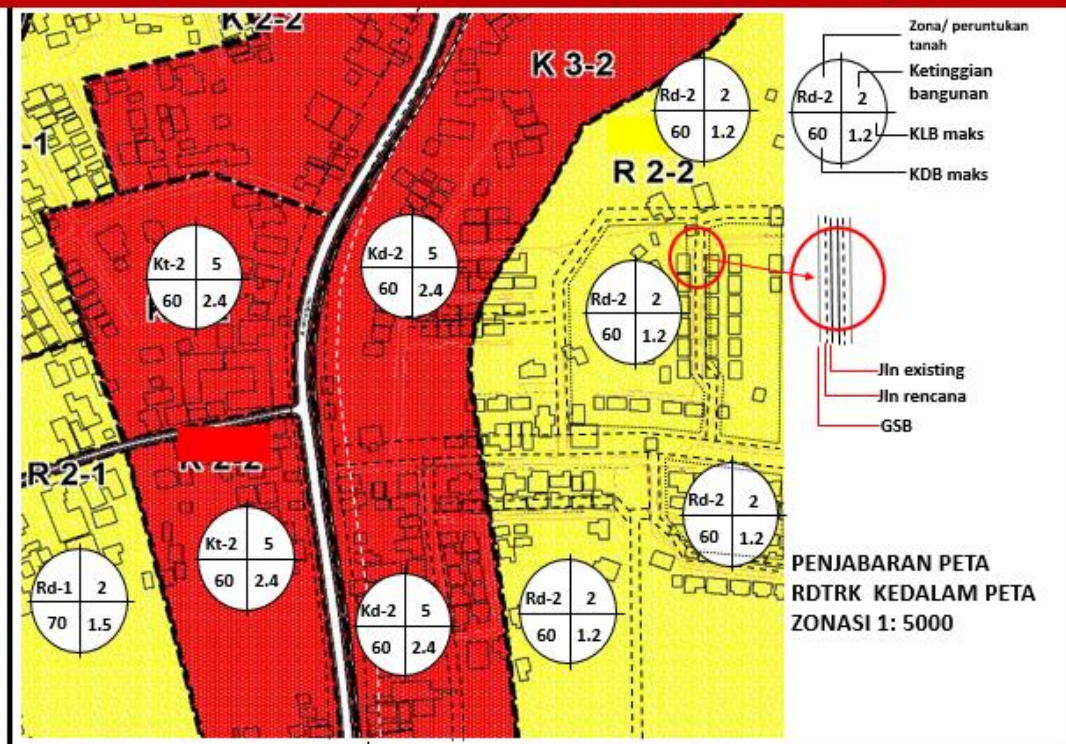 K 2-2
K 3-2
Rd-2 2
60 1.2
R 2-2
-1
Kt-2 5
60 2.4
Kd-2 5
60 2.4
Rd-2 2
60 1.2
R 2-1
Kt-2 5
60 2.4
Rd-2 2
60 1.2
Rd-1 2
70 1.5
Kd-2 5
60 2.4
Rd-2 2
60 1.2
Zona/ peruntukan
tanah
Ketinggian
bangunan
Rd-2 2
60 1.2
KLB maks
KDB maks
Jln existing
Jln rencana
GSB
PENJABARAN PETA
RDTRK KEDALAM PETA
ZONASI 1: 5000